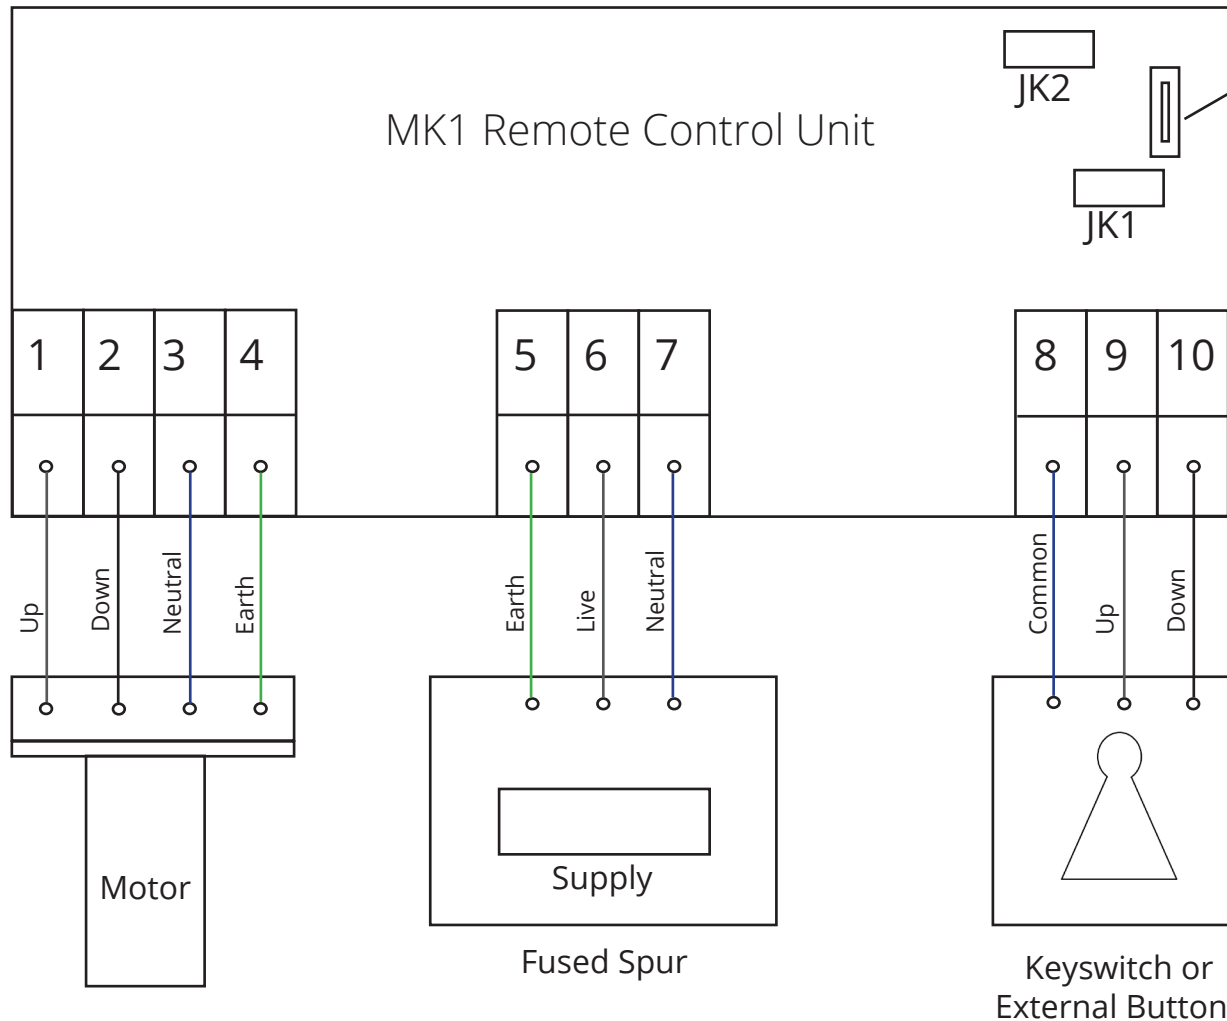 JK2
MK1 Remote Control Unit
JK1
1 2 3 4 5 6 7 8 9 10
Up Down Neutral Earth Earth Live Neutral Common Up Down
Motor
Supply
Fused Spur
Keyswitch or
External Button